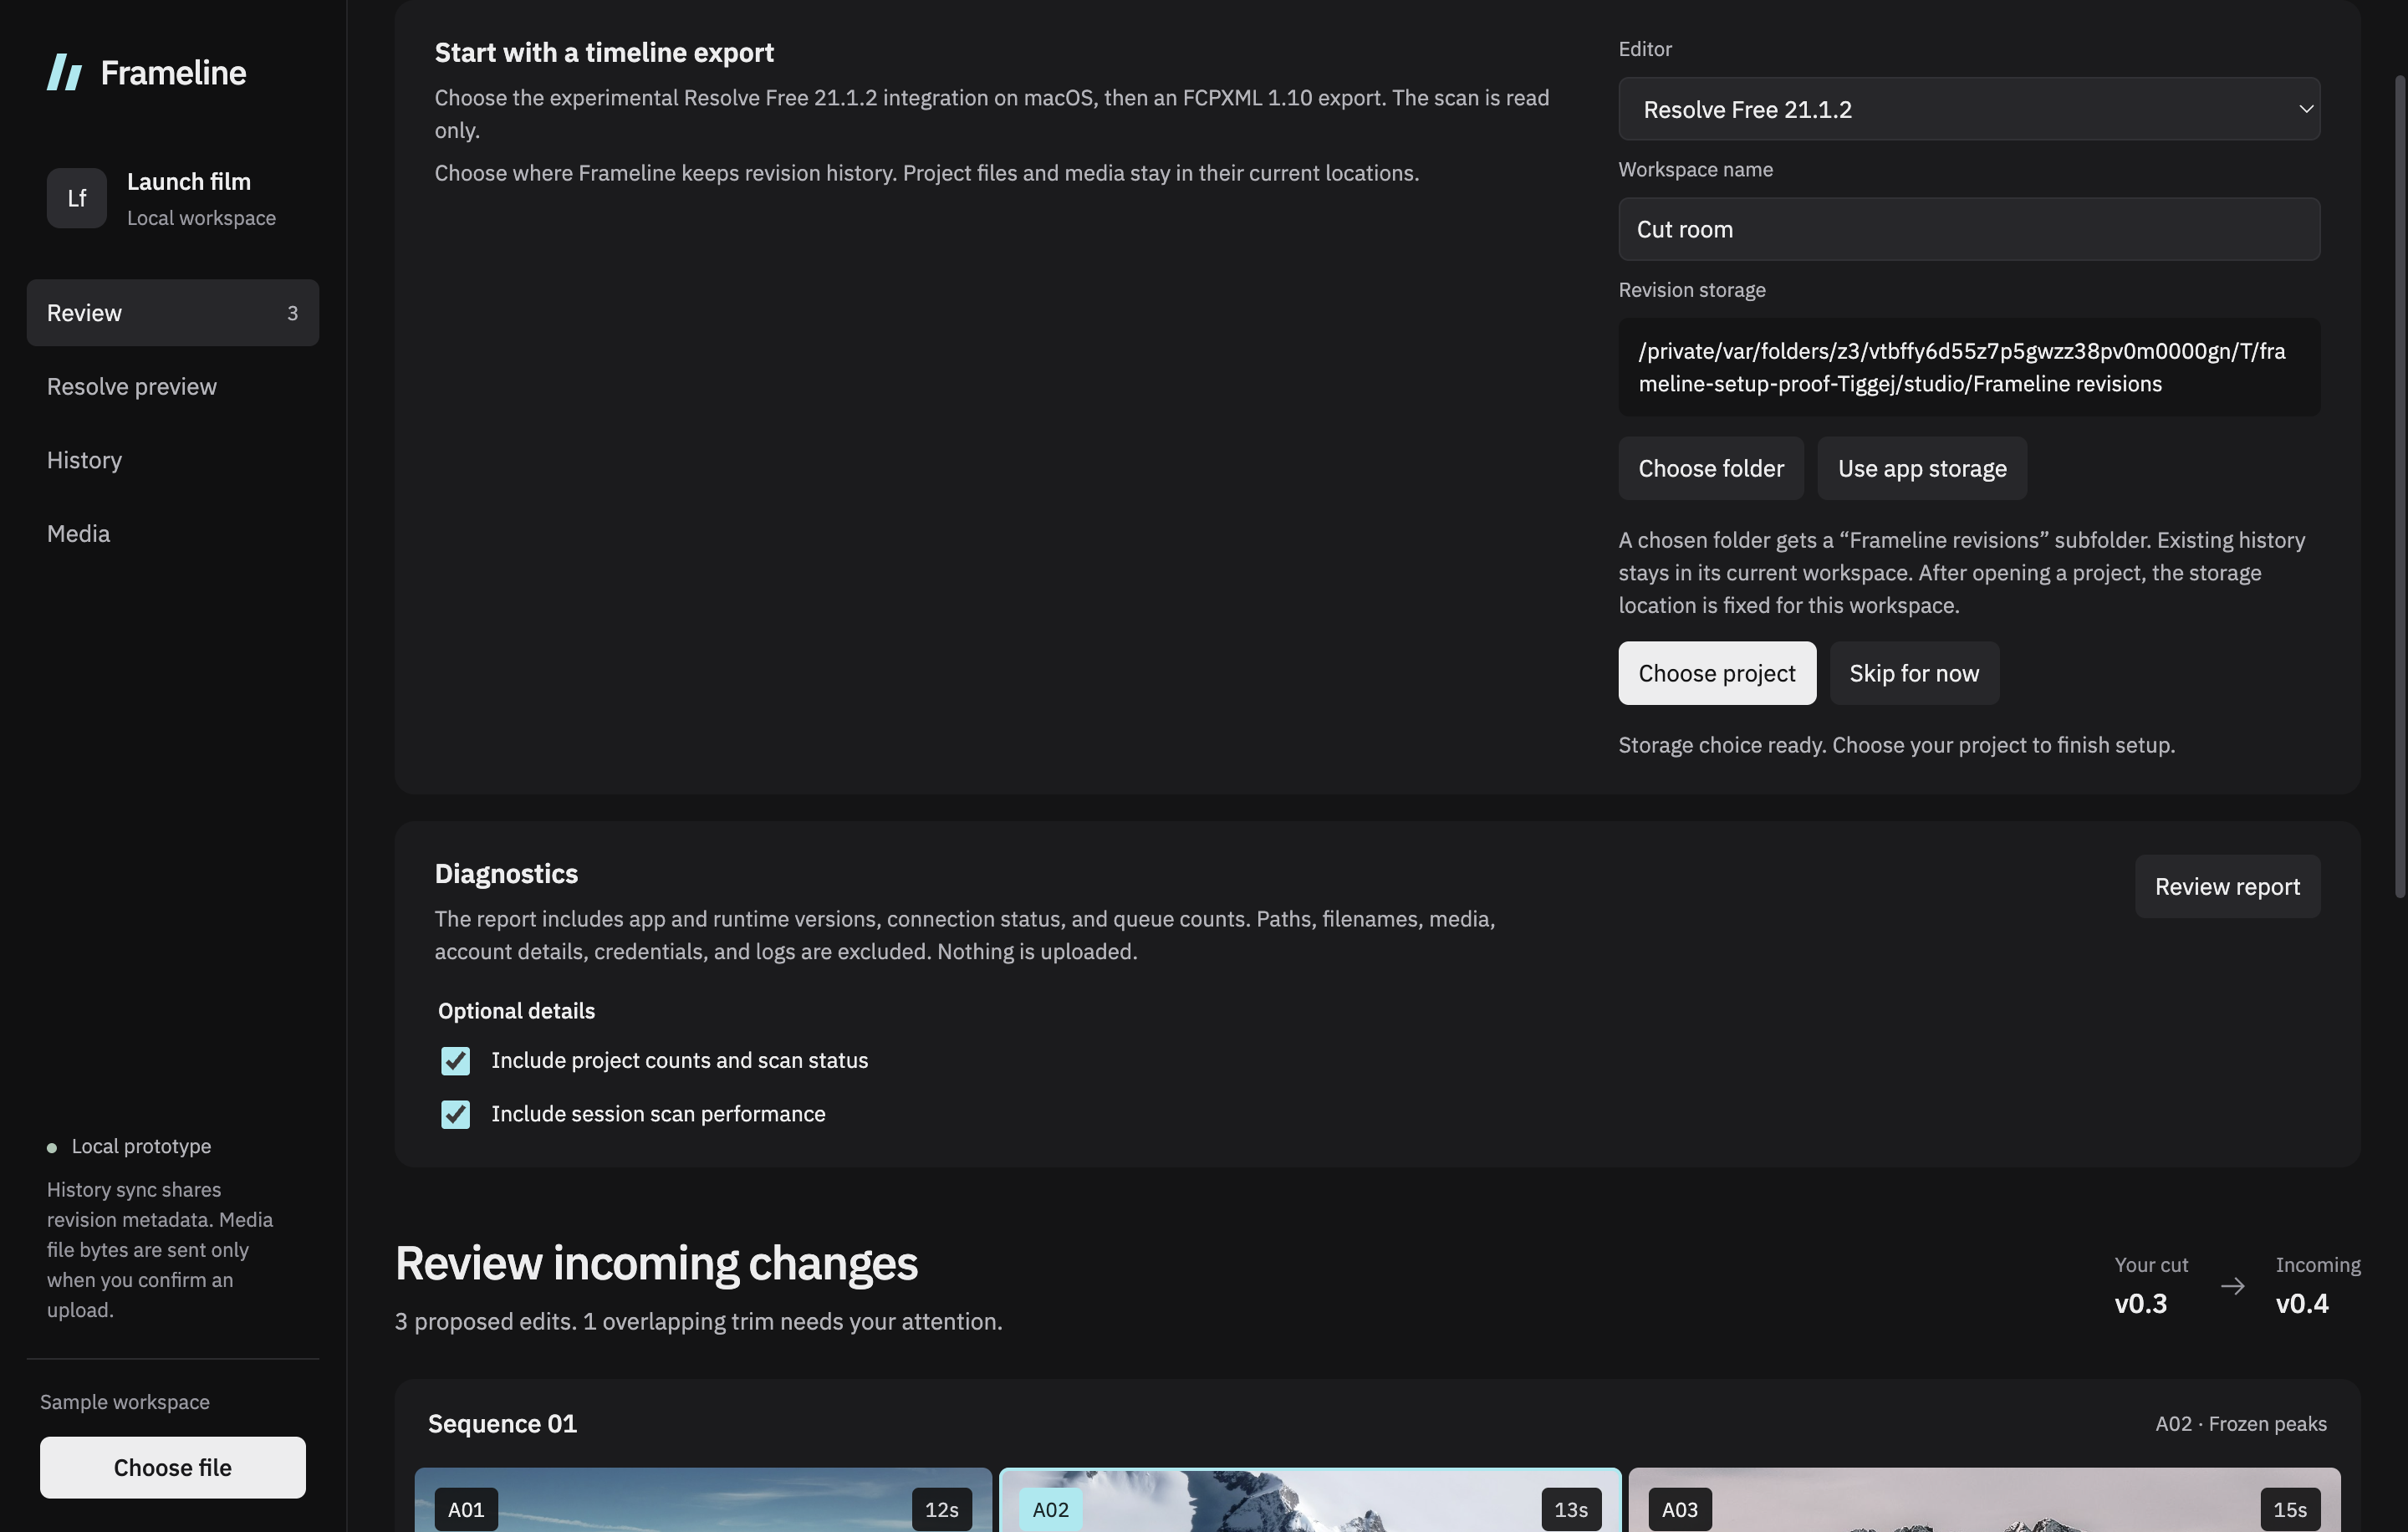 Frameline
Lf
Launch film
Local workspace
Review 3
Resolve preview
History
Media
Local prototype
History sync shares
revision metadata. Media
file bytes are sent only
when you confirm an
upload.
Sample workspace
Choose file
Start with a timeline export
Choose the experimental Resolve Free 21.1.2 integration on macOS, then an FCPXML 1.10 export. The scan is read
only.
Choose where Frameline keeps revision history. Project files and media stay in their current locations.
Editor
Resolve Free 21.1.2
Workspace name
Cut room
Revision storage
/private/var/folders/z3/vtbffy6d55z7p5gwzz38pv0m0000gn/T/fra
meline-setup-proof-Tiggej/studio/Frameline revisions
Choose folder Use app storage
A chosen folder gets a “Frameline revisions” subfolder. Existing history
stays in its current workspace. After opening a project, the storage
location is fixed for this workspace.
Choose project Skip for now
Storage choice ready. Choose your project to finish setup.
Diagnostics
Review report
The report includes app and runtime versions, connection status, and queue counts. Paths, filenames, media,
account details, credentials, and logs are excluded. Nothing is uploaded.
Optional details
Include project counts and scan status
Include session scan performance
Review incoming changes
3 proposed edits. 1 overlapping trim needs your attention.
Your cut → Incoming
v0.3 v0.4
Sequence 01
A02 · Frozen peaks
A01 12s A02 13s A03 15s